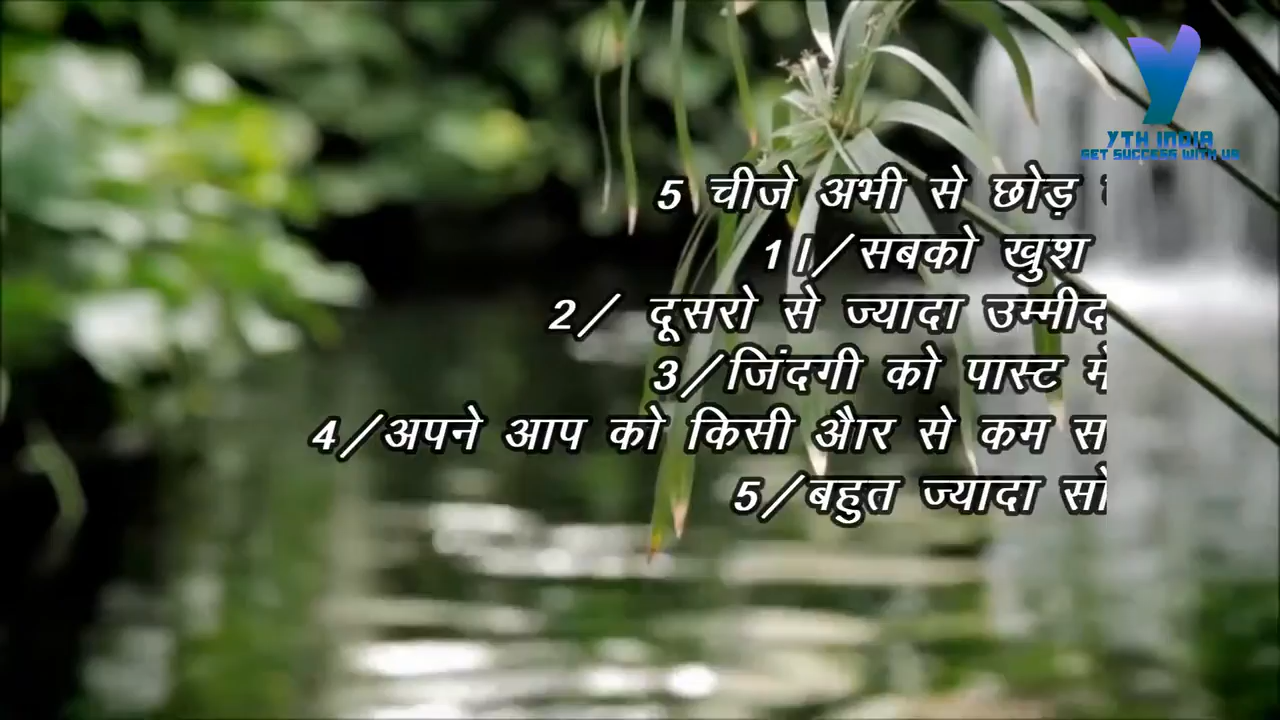 YTH INDIA
GET SUCCESS WITH US
5 चीजे अभी से छोड़
1।/सबको खुश
2/ दूसरो से ज्यादा उम्मीद
3/जिंदगी को पास्ट
4/अपने आप को किसी और से कम
5/बहुत ज्यादा